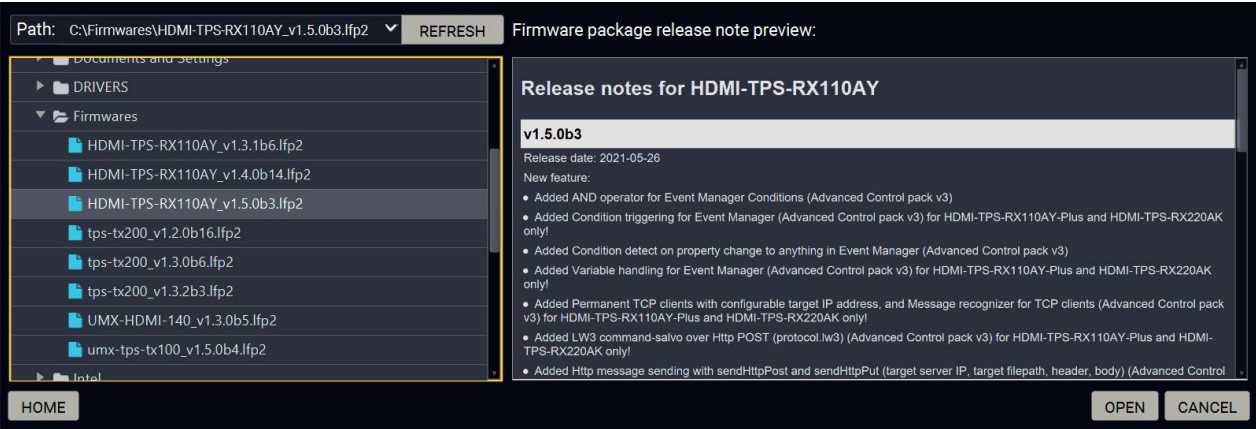 Path: C:\Firmwares\HDMI-TPS-RX110AY_v1.5.0b3.lfp2 REFRESH
Firmware package release note preview:
Documents and Settings
DRIVERS
Firmwares
HDMI-TPS-RX110AY_v1.3.1b6.lfp2
HDMI-TPS-RX110AY_v1.4.0b14.lfp2
HDMI-TPS-RX110AY_v1.5.0b3.lfp2
tps-tx200_v1.2.0b16.lfp2
tps-tx200_v1.3.0b6.lfp2
tps-tx200_v1.3.2b3.lfp2
UMX-HDMI-140_v1.3.0b5.lfp2
umx-tps-tx100_v1.5.0b4.lfp2
Intel
Release notes for HDMI-TPS-RX110AY
v1.5.0b3
Release date: 2021-05-26
New feature:
• Added AND operator for Event Manager Conditions (Advanced Control pack v3)
• Added Condition triggering for Event Manager (Advanced Control pack v3) for HDMI-TPS-RX110AY-Plus and HDMI-TPS-RX220AK
only!
• Added Condition detect on property change to anything in Event Manager (Advanced Control pack v3)
• Added Variable handling for Event Manager (Advanced Control pack v3) for HDMI-TPS-RX110AY-Plus and HDMI-TPS-RX220AK
only!
• Added Permanent TCP clients with configurable target IP address, and Message recognizer for TCP clients (Advanced Control pack
v3) for HDMI-TPS-RX110AY-Plus and HDMI-TPS-RX220AK only!
• Added LW3 command-salvo over Http POST (protocol.lw3) (Advanced Control pack v3) for HDMI-TPS-RX110AY-Plus and HDMI-
TPS-RX220AK only!
• Added Http message sending with sendHttpPost and sendHttpPut (target server IP, target filepath, header, body) (Advanced Control
HOME
OPEN
CANCEL